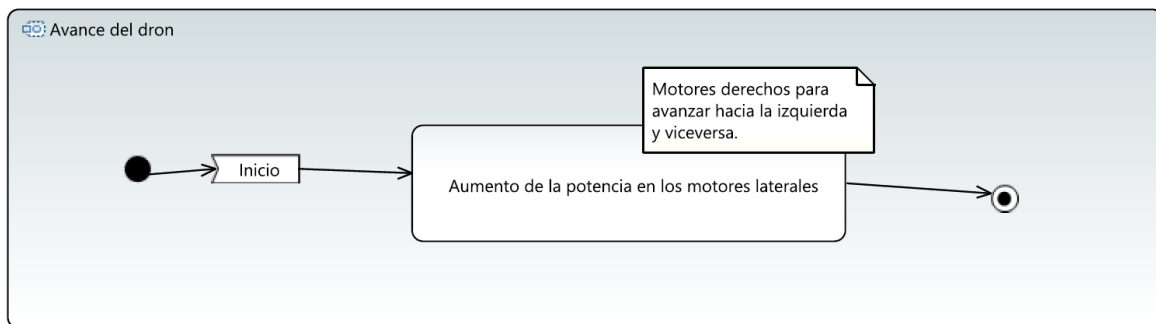 Avance del dron
Motores derechos para
avanzar hacia la izquierda
y viceversa.
Inicio
Aumento de la potencia en los motores laterales